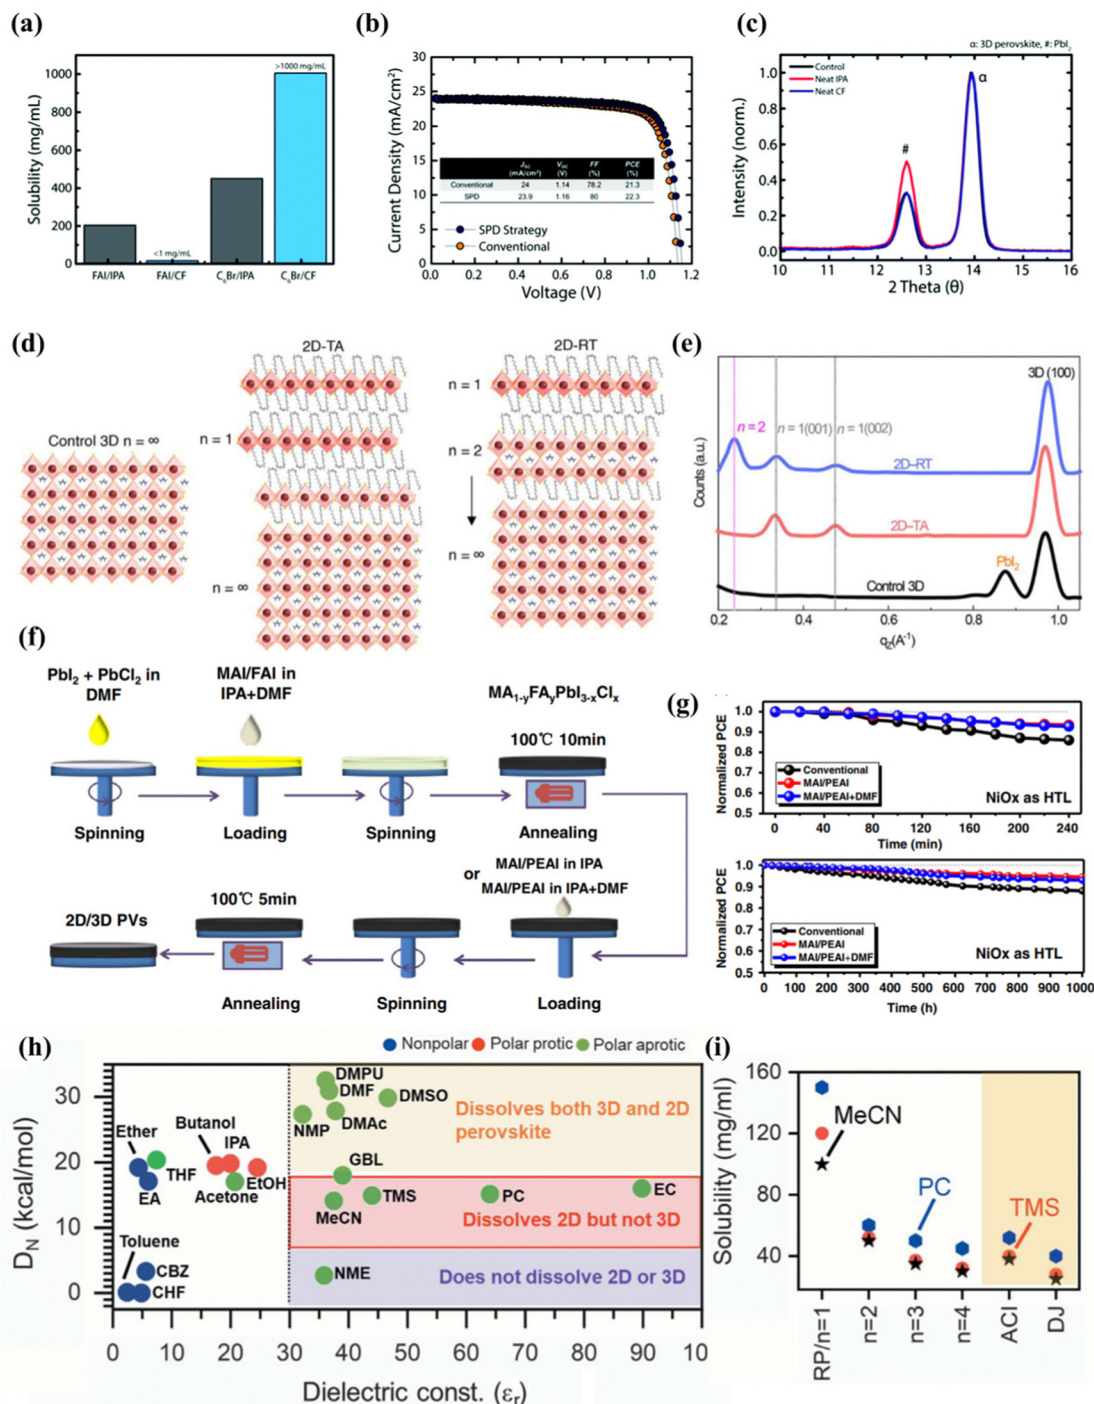 (a)
Solubility (mg/mL)
1000
800
600
400
200
0
>1000 mg/mL
<1 mg/mL
FAI/IPA
FAI/CF
C₆Br/IPA
C₆Br/CF
(b)
Current Density (mA/cm²)
30
25
20
15
10
5
0
J_SC (mA/cm²) V_OC (V) FF (%) PCE (%)
Conventional 24 1.14 78.2 21.3
SPD 23.9 1.16 80 22.3
SPD Strategy
Conventional
0.0 0.2 0.4 0.6 0.8 1.0 1.2
Voltage (V)
(c)
α: 3D perovskite, #: PbI₂
Intensity (norm.)
1.0
0.8
0.6
0.4
0.2
0.0
Control
Neat IPA
Neat CF
α
#
10 11 12 13 14 15 16
2 Theta (θ)
(d)
2D-TA
2D-RT
Control 3D n = ∞
n = 1
n = ∞
n = 1
n = 2
n = ∞
(e)
Counts (a.u.)
3D (100)
n = 2
n = 1(001)
n = 1(002)
2D–RT
2D–TA
PbI₂
Control 3D
0.2 0.4 0.6 0.8 1.0
q_Z(A⁻¹)
(f)
PbI₂ + PbCl₂ in
DMF
MAI/FAI in
IPA+DMF
MA₁₋yFAyPbI₃₋ₓClₓ
100℃ 10min
Spinning
Loading
Spinning
Annealing
MAI/PEAI in IPA
or
MAI/PEAI in IPA+DMF
100℃ 5min
2D/3D PVs
Annealing
Spinning
Loading
(g)
Normalized PCE
1.0
0.9
0.8
0.7
0.6
0.5
Conventional
MAI/PEAI
MAI/PEAI+DMF
NiOx as HTL
0 40 80 120 160 200 240
Time (min)
Normalized PCE
1.0
0.9
0.8
0.7
0.6
0.5
Conventional
MAI/PEAI
MAI/PEAI+DMF
NiOx as HTL
0 100 200 300 400 500 600 700 800 900 1000
Time (h)
(h)
Nonpolar
Polar protic
Polar aprotic
D_N (kcal/mol)
30
20
10
0
Ether
EA
THF
Butanol
IPA
EtOH
Acetone
Toluene
CBZ
CHF
DMPU
DMF
DMSO
NMP
DMAc
GBL
MeCN
TMS
PC
EC
NME
Dissolves both 3D and 2D
perovskite
Dissolves 2D but not 3D
Does not dissolve 2D or 3D
0 10 20 30 40 50 60 70 80 90 100
Dielectric const. (εᵣ)
(i)
Solubility (mg/ml)
160
120
80
40
MeCN
PC
TMS
RP/n=1
n=2
n=3
n=4
ACI
DJ